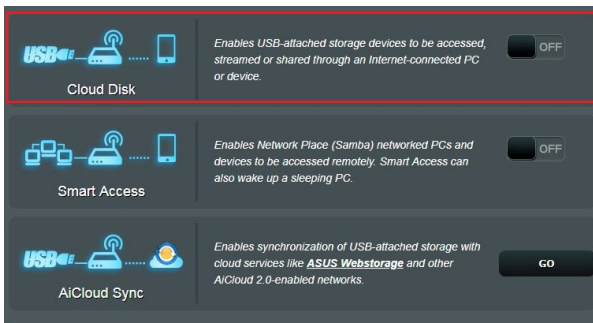 Enables USB-attached storage devices to be accessed,
USB
streamed or shared through an Internet-connected PC
OFF
or device.
Cloud Disk
Enables Network Place (Samba) networked PCs and
devices to be accessed remotely. Smart Access can
OFF
also wake up a sleeping PC.
Smart Access
Enables synchronization of USB-attached storage with
USB
cloud services like ASUS Webstorage and other
GO
AiCloud 2.0-enabled networks.
AiCloud Sync